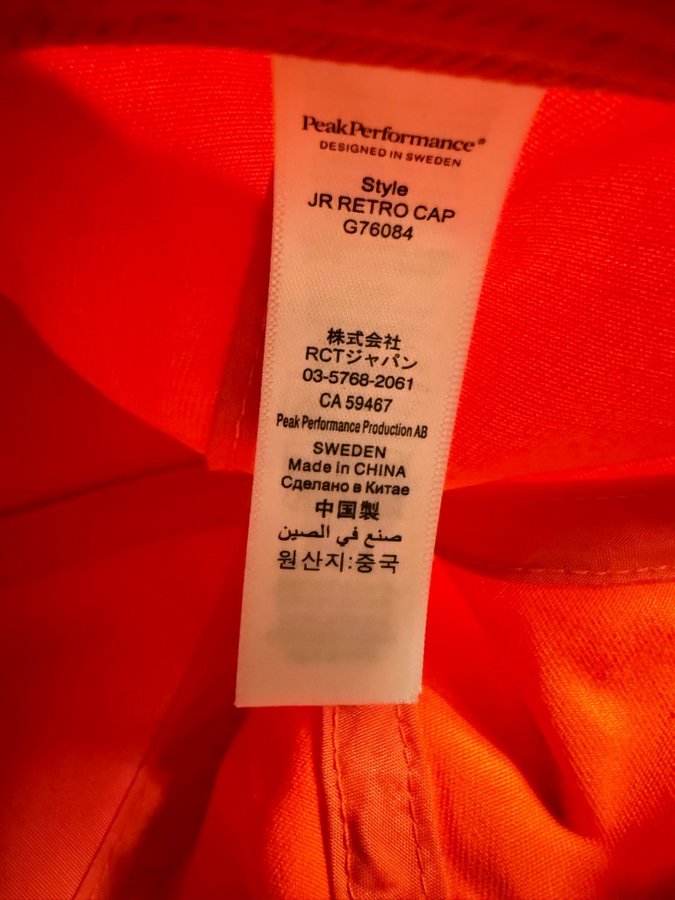 PeakPerformance®
DESIGNED IN SWEDEN
Style
JR RETRO CAP
G76084
株式会社
RCTジャパン
03-5768-2061
CA 59467
Peak Performance Production AB
SWEDEN
Made in CHINA
Сделано в Китае
中国製
صنع في الصين
원산지:중국